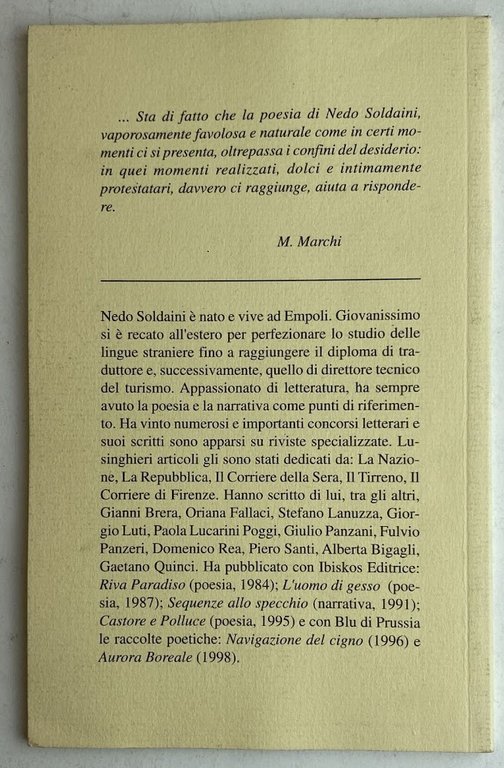 ... Sta di fatto che la poesia di Nedo Soldaini,
vaporosamente favolosa e naturale come in certi mo-
menti ci si presenta, oltrepassa i confini del desiderio:
in quei momenti realizzati, dolci e intimamente
protestatari, davvero ci raggiunge, aiuta a risponde-
re.
M. Marchi
Nedo Soldaini è nato e vive ad Empoli. Giovanissimo
si è recato all'estero per perfezionare lo studio delle
lingue straniere fino a raggiungere il diploma di tra-
duttore e, successivamente, quello di direttore tecnico
del turismo. Appassionato di letteratura, ha sempre
avuto la poesia e la narrativa come punti di riferimen-
to. Ha vinto numerosi e importanti concorsi letterari e
suoi scritti sono apparsi su riviste specializzate. Lu-
singhieri articoli gli sono stati dedicati da: La Nazio-
ne, La Repubblica, Il Corriere della Sera, Il Tirreno, Il
Corriere di Firenze. Hanno scritto di lui, tra gli altri,
Gianni Brera, Oriana Fallaci, Stefano Lanuzza, Gior-
gio Luti, Paola Lucarini Poggi, Giulio Panzani, Fulvio
Panzeri, Domenico Rea, Piero Santi, Alberta Bigagli,
Gaetano Quinci. Ha pubblicato con Ibiskos Editrice:
Riva Paradiso (poesia, 1984); L'uomo di gesso (poe-
sia, 1987); Sequenze allo specchio (narrativa, 1991);
Castore e Polluce (poesia, 1995) e con Blu di Prussia
le raccolte poetiche: Navigazione del cigno (1996) e
Aurora Boreale (1998).